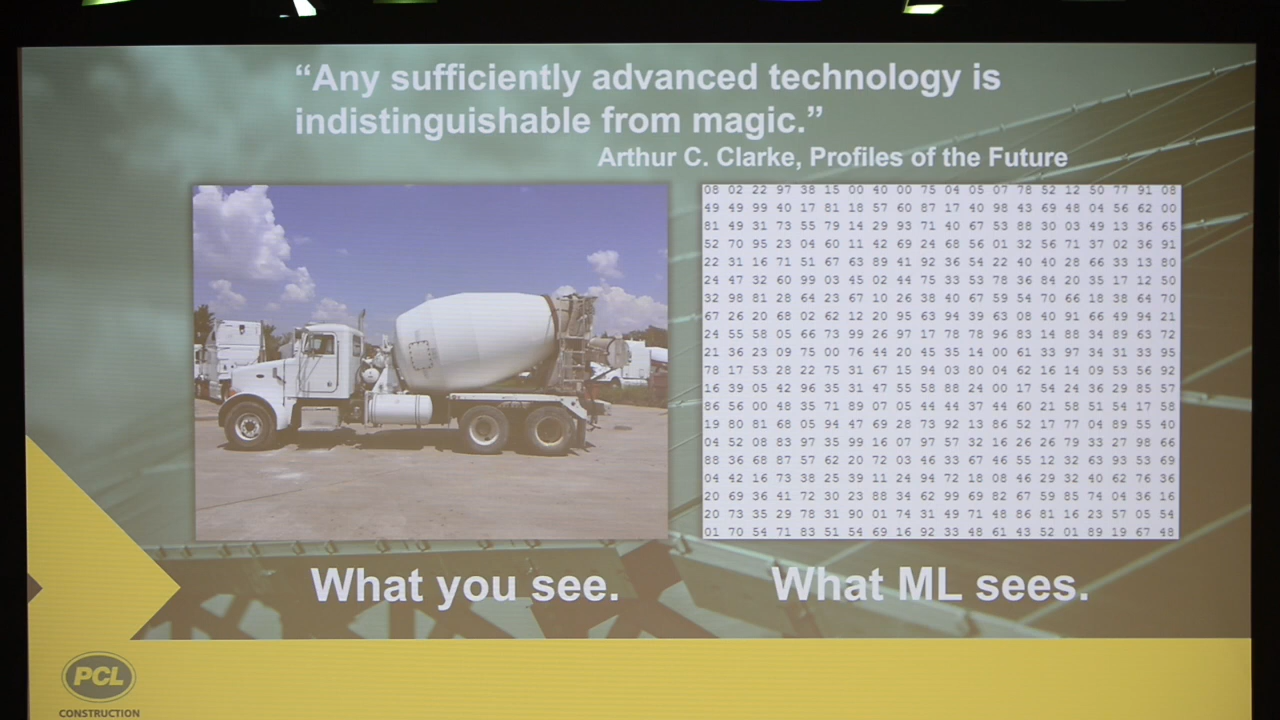 “Any sufficiently advanced technology is
indistinguishable from magic.”
Arthur C. Clarke, Profiles of the Future
08 02 22 97 38 15 00 40 00 75 04 05 07 78 52 12 50 77 91 08
49 49 99 40 17 81 18 57 60 87 17 40 98 43 69 48 04 56 62 00
81 49 31 73 55 79 14 29 93 71 40 67 53 88 30 03 49 13 36 65
52 70 95 23 04 60 11 42 69 24 68 56 01 32 56 71 37 02 36 91
22 31 16 71 51 67 63 89 41 92 36 54 22 40 40 28 66 33 13 80
24 47 32 60 99 03 45 02 44 75 33 53 78 36 84 20 35 17 12 50
32 98 81 28 64 23 67 10 26 38 40 67 59 54 70 66 18 38 64 70
67 26 20 68 02 62 12 20 95 63 94 39 63 08 40 91 66 49 94 21
24 55 58 05 66 73 99 26 97 17 78 78 96 83 14 88 34 89 63 72
21 36 23 09 75 00 76 44 20 45 35 14 00 61 33 97 34 31 33 95
78 17 53 28 22 75 31 67 15 94 03 80 04 62 16 14 09 53 56 92
16 39 05 42 96 35 31 47 55 58 88 24 00 17 54 24 36 29 85 57
86 56 00 48 35 71 89 07 05 44 44 37 44 60 21 58 51 54 17 58
19 80 81 68 05 94 47 69 28 73 92 13 86 52 17 77 04 89 55 40
04 52 08 83 97 35 99 16 07 97 57 32 16 26 26 79 33 27 98 66
88 36 68 87 57 62 20 72 03 46 33 67 46 55 12 32 63 93 53 69
04 42 16 73 38 25 39 11 24 94 72 18 08 46 29 32 40 62 76 36
20 69 36 41 72 30 23 88 34 62 99 69 82 67 59 85 74 04 36 16
20 73 35 29 78 31 90 01 74 31 49 71 48 86 81 16 23 57 05 54
01 70 54 71 83 51 54 69 16 92 33 48 61 43 52 01 89 19 67 48
What you see.
What ML sees.
PCL
CONSTRUCTION